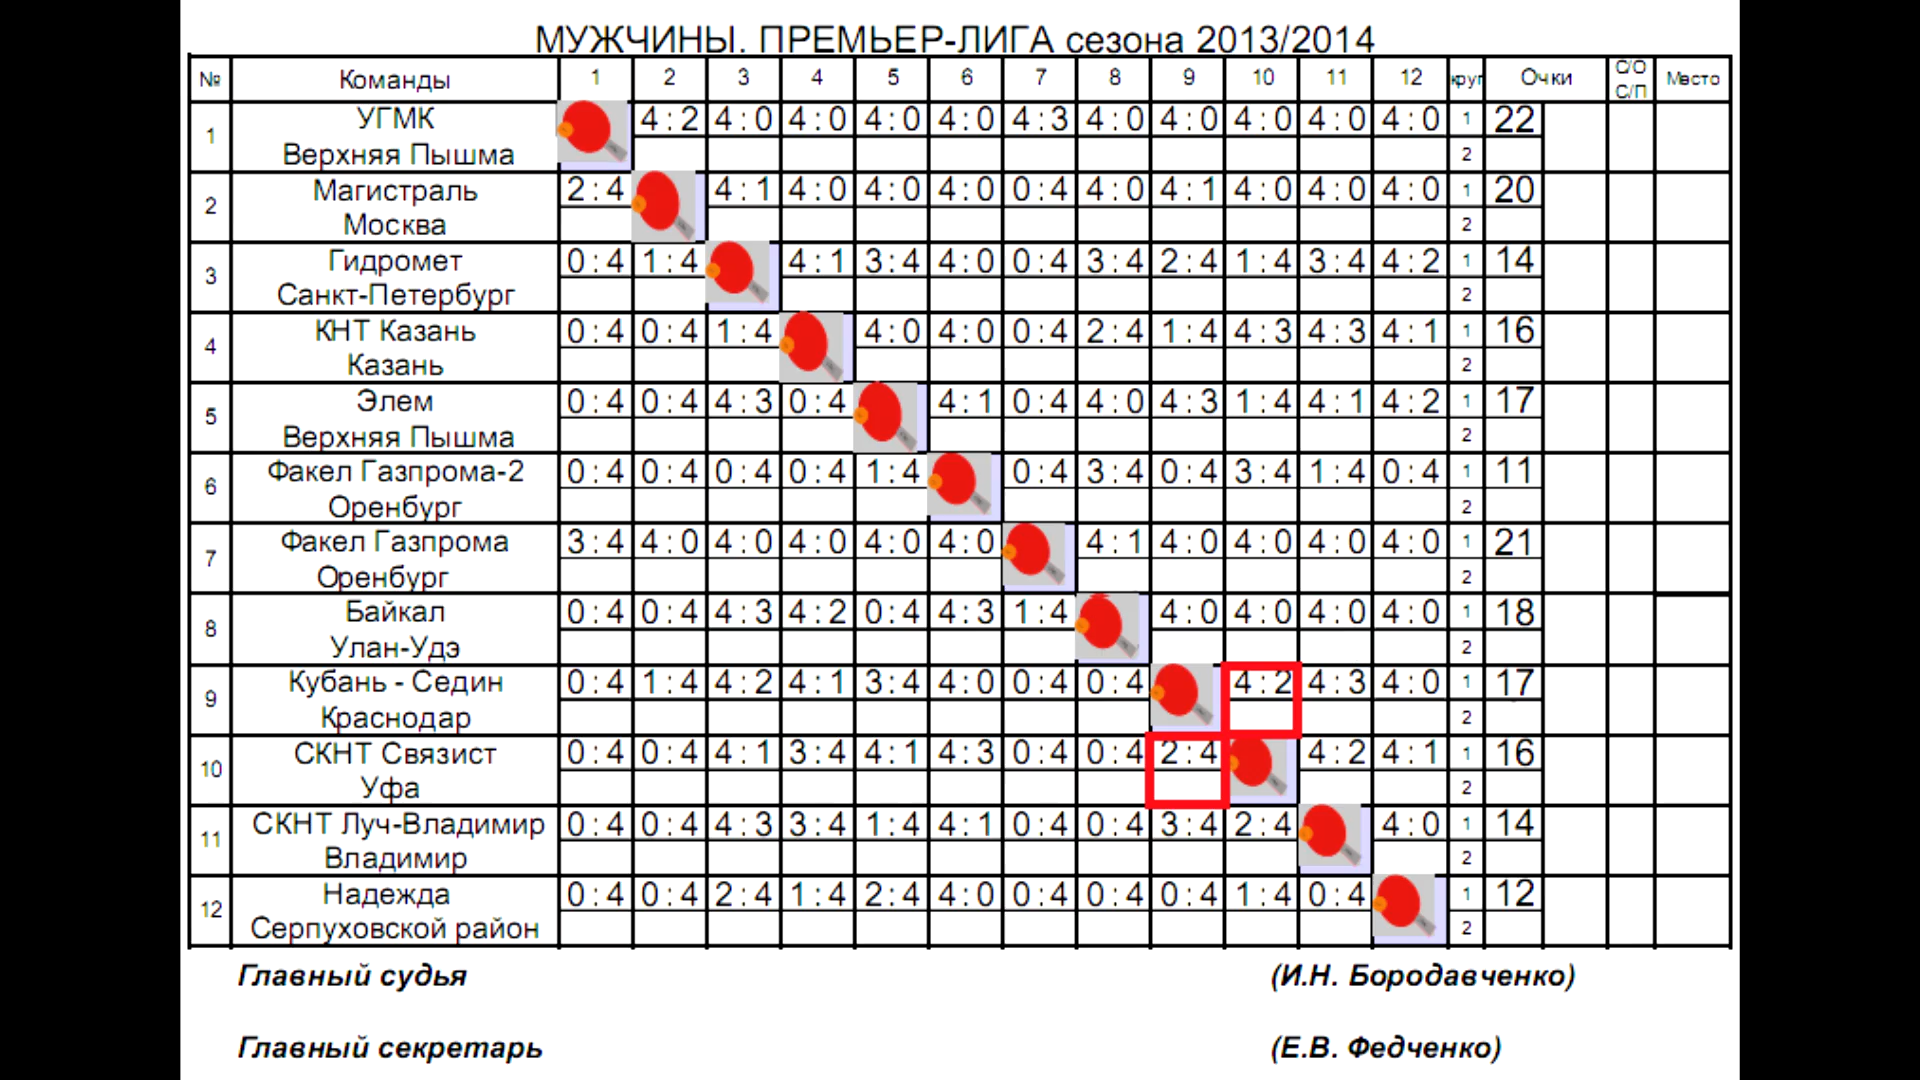 МУЖЧИНЫ. ПРЕМЬЕР-ЛИГА сезона 2013/2014
№ Команды 1 2 3 4 5 6 7 8 9 10 11 12 круг Очки С/О С/П Место
1 УГМК 4:2 4:0 4:0 4:0 4:0 4:3 4:0 4:0 4:0 4:0 4:0 1 22
Верхняя Пышма 2
2 Магистраль 2:4 4:1 4:0 4:0 4:0 0:4 4:0 4:1 4:0 4:0 4:0 1 20
Москва 2
3 Гидромет 0:4 1:4 4:1 3:4 4:0 0:4 3:4 2:4 1:4 3:4 4:2 1 14
Санкт-Петербург 2
4 КНТ Казань 0:4 0:4 1:4 4:0 4:0 0:4 2:4 1:4 4:3 4:3 4:1 1 16
Казань 2
5 Элем 0:4 0:4 4:3 0:4 4:1 0:4 4:0 4:3 1:4 4:1 4:2 1 17
Верхняя Пышма 2
6 Факел Газпрома-2 0:4 0:4 0:4 0:4 1:4 0:4 3:4 0:4 3:4 1:4 0:4 1 11
Оренбург 2
7 Факел Газпрома 3:4 4:0 4:0 4:0 4:0 4:0 4:1 4:0 4:0 4:0 4:0 1 21
Оренбург 2
8 Байкал 0:4 0:4 4:3 4:2 0:4 4:3 1:4 4:0 4:0 4:0 4:0 1 18
Улан-Удэ 2
9 Кубань - Седин 0:4 1:4 4:2 4:1 3:4 4:0 0:4 0:4 4:2 4:3 4:0 1 17
Краснодар 2
10 СКНТ Связист 0:4 0:4 4:1 3:4 4:1 4:3 0:4 0:4 2:4 4:2 4:1 1 16
Уфа 2
11 СКНТ Луч-Владимир 0:4 0:4 4:3 3:4 1:4 4:1 0:4 0:4 3:4 2:4 4:0 1 14
Владимир 2
12 Надежда 0:4 0:4 2:4 1:4 2:4 4:0 0:4 0:4 0:4 1:4 0:4 1 12
Серпуховской район 2
Главный судья (И.Н. Бородавченко)
Главный секретарь (Е.В. Федченко)